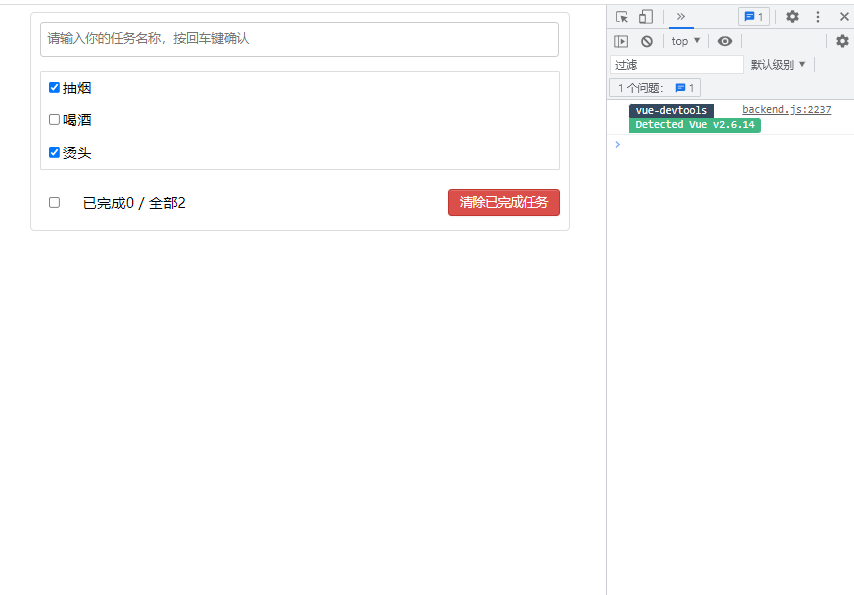 请输入你的任务名称，按回车键确认
抽烟
喝酒
烫头
已完成0 / 全部2
清除已完成任务
1
top
过滤
默认级别
1 个问题：
1
vue-devtools
backend.js:2237
Detected Vue v2.6.14